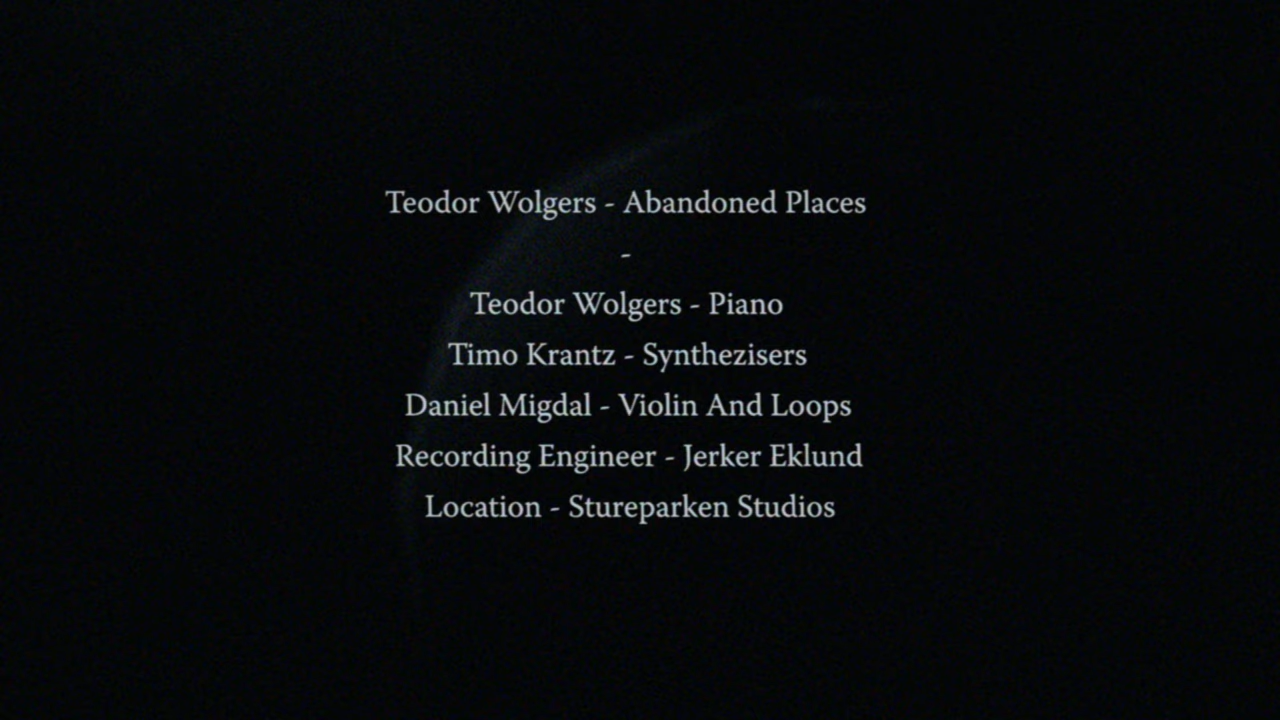 Teodor Wolgers - Abandoned Places
-
Teodor Wolgers - Piano
Timo Krantz - Synthezisers
Daniel Migdal - Violin And Loops
Recording Engineer - Jerker Eklund
Location - Stureparken Studios